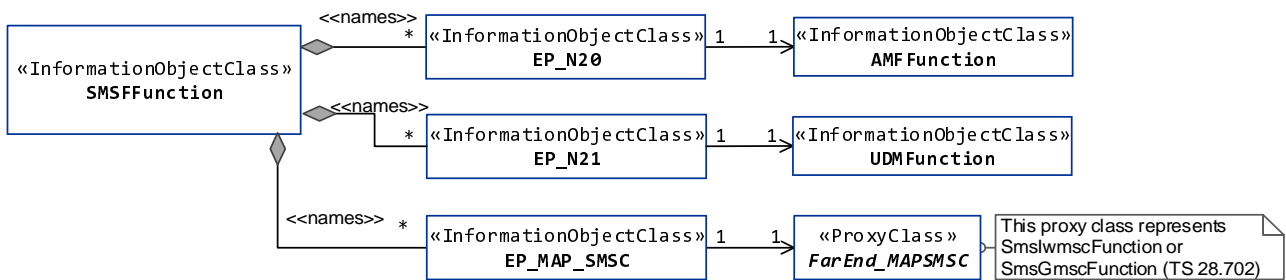 <<names>>
«InformationObjectClass» 1 1 «InformationObjectClass»
* EP_N20 AMFFunction
«InformationObjectClass»
SMSFFunction
<<names>>
«InformationObjectClass» 1 1 «InformationObjectClass»
* EP_N21 UDMFunction
<<names>> *
«InformationObjectClass» 1 1 «ProxyClass»
EP_MAP_SMSC FarEnd_MAPSMSC
This proxy class represents
SmsIwmscFunction or
SmsGmscFunction (TS 28.702)